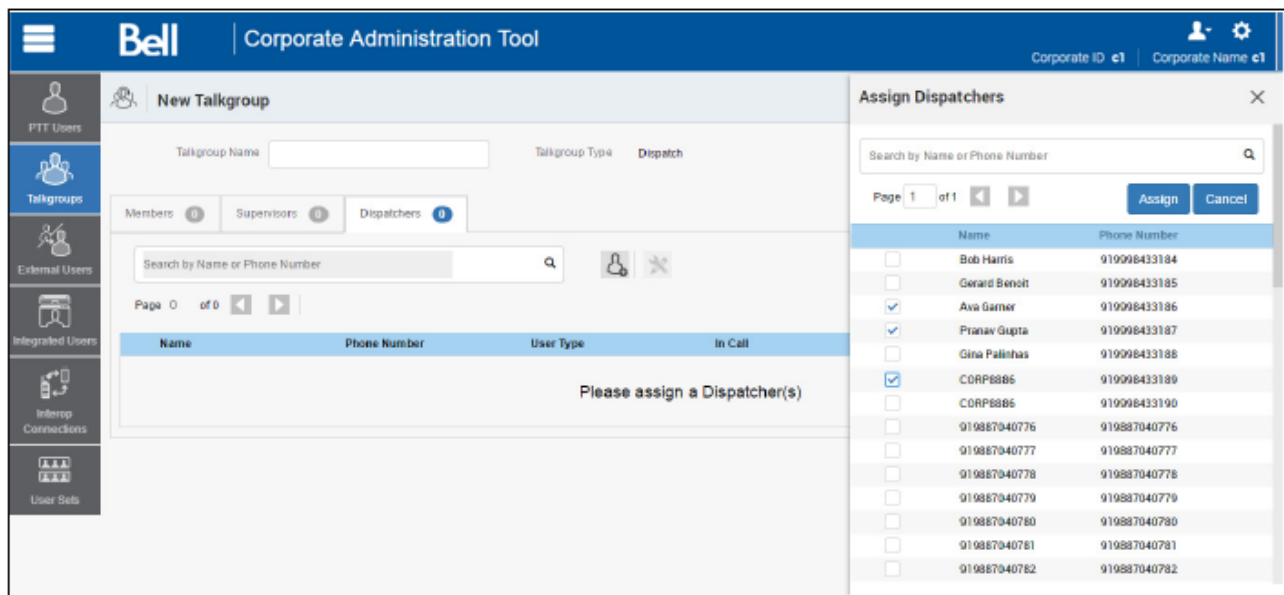 Bell
Corporate Administration Tool
Corporate ID c1
Corporate Name c1
PTT Users
Talkgroups
External Users
Integrated Users
Interop
Connections
User Sets
New Talkgroup
Talkgroup Name
Talkgroup Type Dispatch
Members 0
Supervisors 0
Dispatchers 0
Search by Name or Phone Number
Page 0 of 0
Name Phone Number User Type In Call
Please assign a Dispatcher(s)
Assign Dispatchers
Search by Name or Phone Number
Page 1 of 1
Assign Cancel
Name Phone Number
Bob Harris 919998433184
Gerard Benoit 919998433185
Ava Garner 919998433186
Pranav Gupta 919998433187
Gina Palinhas 919998433188
CORP8886 919998433189
CORP8886 919998433190
919887040776 919887040776
919887040777 919887040777
919887040778 919887040778
919887040779 919887040779
919887040780 919887040780
919887040781 919887040781
919887040782 919887040782